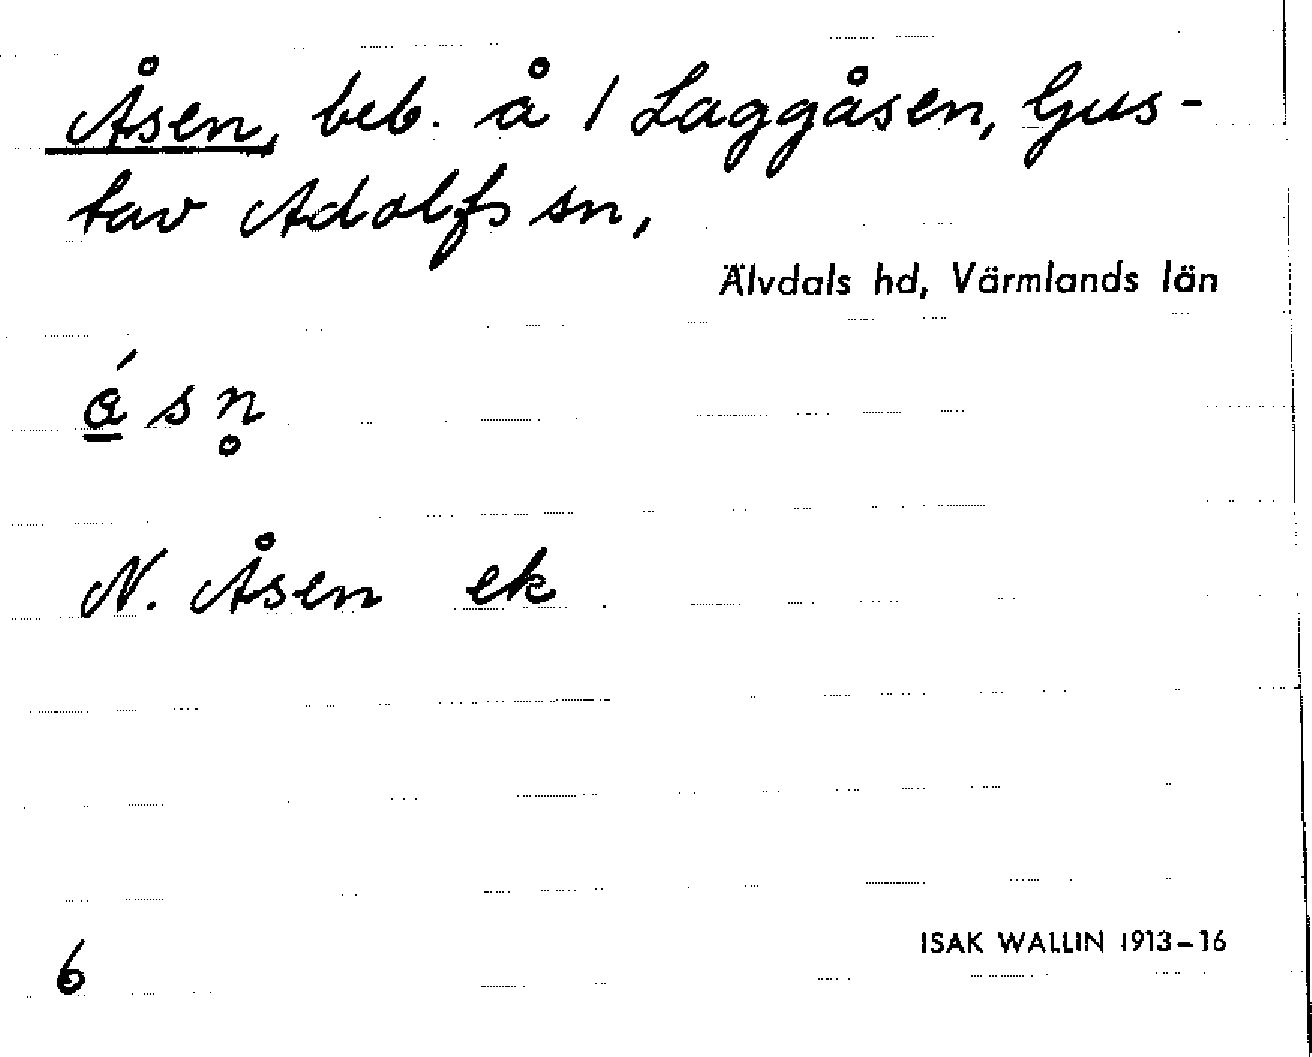 Åsen, beb. å 1 Laggåsen, Gus-
tav Adolfs sn,
Älvdals hd, Värmlands län
á̱ s n̥
N. Åsen ek
6
ISAK WALLIN 1913-16